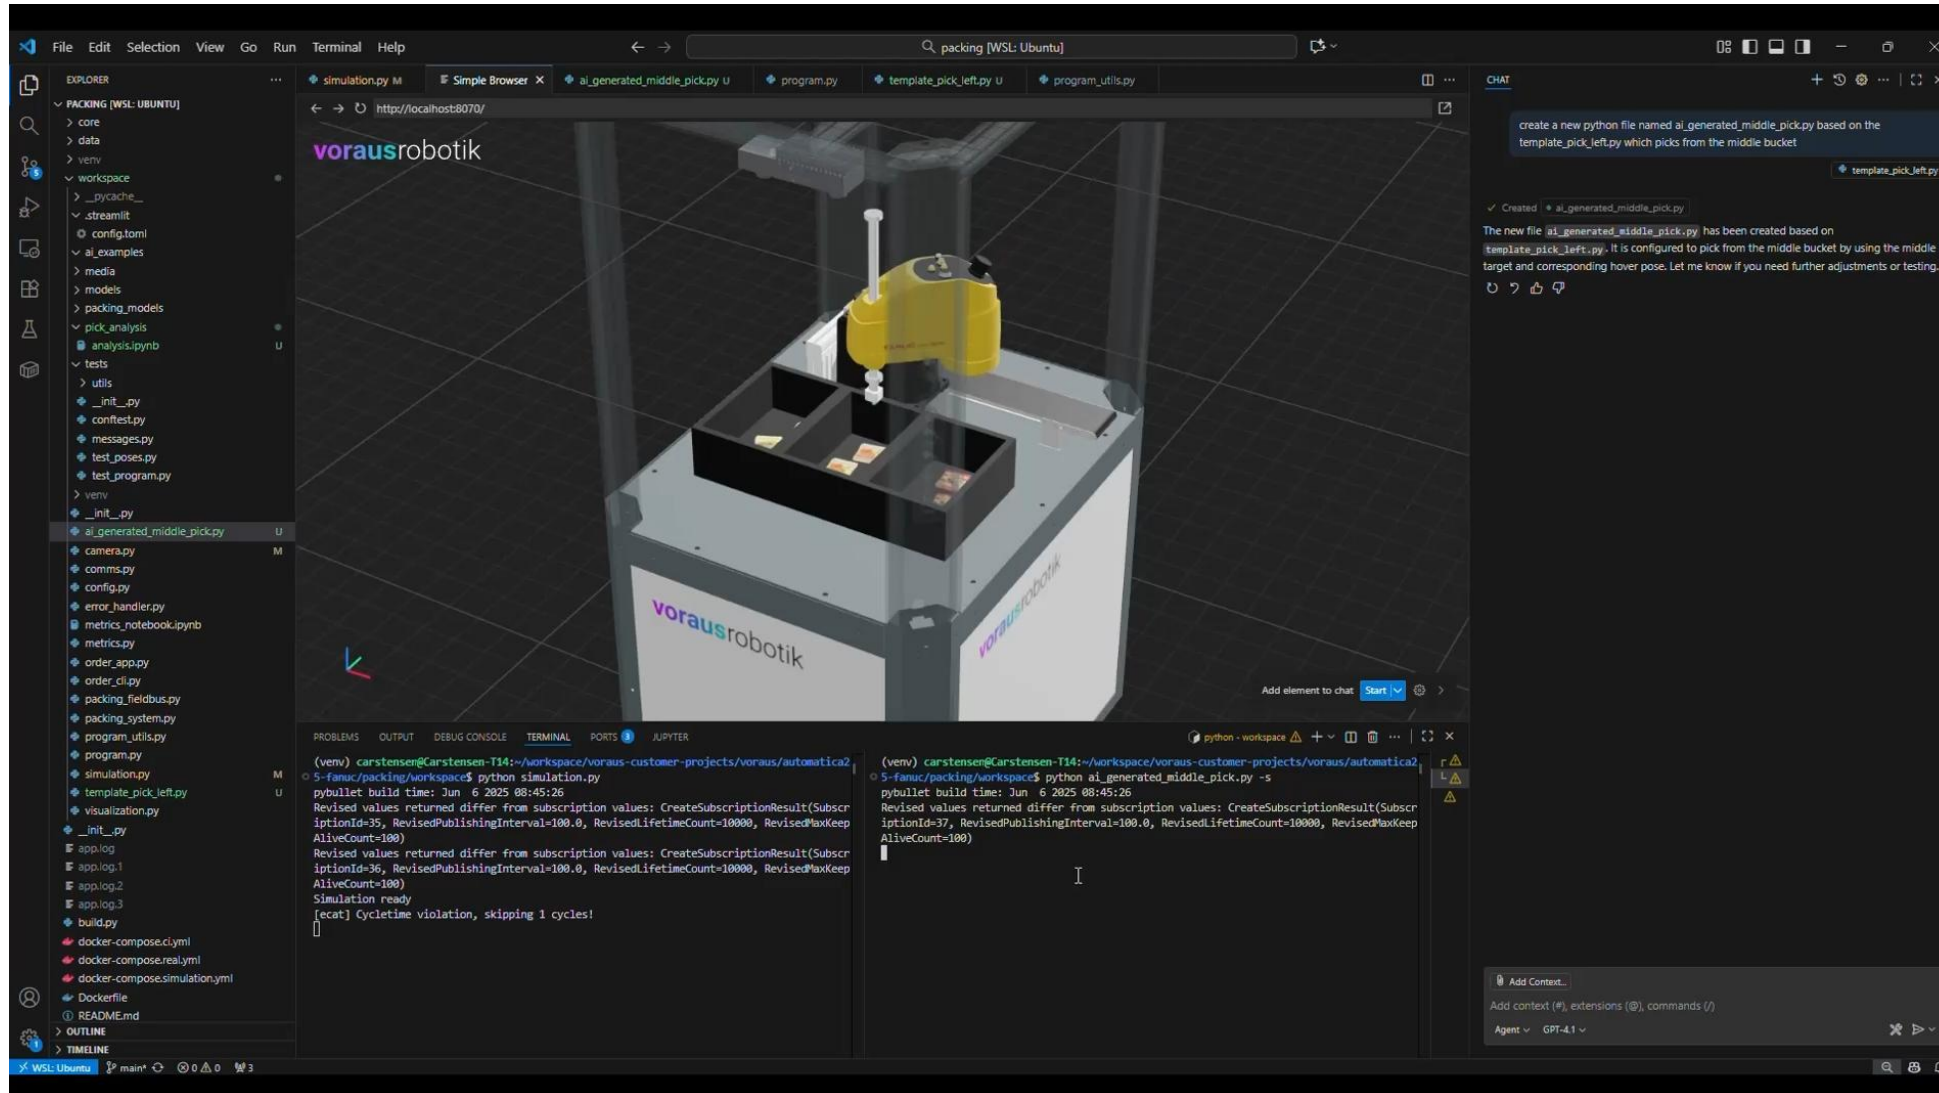 File Edit Selection View Go Run Terminal Help
packing [WSL: Ubuntu]
EXPLORER
PACKING [WSL: UBUNTU]
core
data
venv
workspace
__pycache__
.streamlit
config.toml
ai_examples
media
models
packing_models
pick_analysis
analysis.ipynb U
tests
utils
__init__.py
conftest.py
messages.py
test_poses.py
test_program.py
venv
__init__.py
ai_generated_middle_pick.py U
camera.py M
comms.py
config.py
error_handler.py
metrics_notebook.ipynb
metrics.py
order_app.py
order_cli.py
packing_fieldbus.py
packing_system.py
program_utils.py
program.py
simulation.py M
template_pick_left.py U
visualization.py
__init__.py
app.log
app.log.1
app.log.2
app.log.3
build.py
docker-compose.ci.yml
docker-compose.real.yml
docker-compose.simulation.yml
Dockerfile
README.md
OUTLINE
TIMELINE
simulation.py M
Simple Browser
ai_generated_middle_pick.py U
program.py
template_pick_left.py U
program_utils.py
http://localhost:8070/
vorausrobotik
vorausrobotik
vorausrobotik
Add element to chat Start
PROBLEMS OUTPUT DEBUG CONSOLE TERMINAL PORTS 3 JUPYTER
python - workspace
(venv) carstensen@Carstensen-T14:~/workspace/voraus-customer-projects/voraus/automatica2
5-fanuc/packing/workspace$ python simulation.py
pybullet build time: Jun  6 2025 08:45:26
Revised values returned differ from subscription values: CreateSubscriptionResult(Subscr
iptionId=35, RevisedPublishingInterval=100.0, RevisedLifetimeCount=10000, RevisedMaxKeep
AliveCount=100)
Revised values returned differ from subscription values: CreateSubscriptionResult(Subscr
iptionId=36, RevisedPublishingInterval=100.0, RevisedLifetimeCount=10000, RevisedMaxKeep
AliveCount=100)
Simulation ready
[ecat] Cycletime violation, skipping 1 cycles!
(venv) carstensen@Carstensen-T14:~/workspace/voraus-customer-projects/voraus/automatica2
5-fanuc/packing/workspace$ python ai_generated_middle_pick.py -s
pybullet build time: Jun  6 2025 08:45:26
Revised values returned differ from subscription values: CreateSubscriptionResult(Subscr
iptionId=37, RevisedPublishingInterval=100.0, RevisedLifetimeCount=10000, RevisedMaxKeep
AliveCount=100)
CHAT
create a new python file named ai_generated_middle_pick.py based on the
template_pick_left.py which picks from the middle bucket
template_pick_left.py
Created ai_generated_middle_pick.py
The new file ai_generated_middle_pick.py has been created based on
template_pick_left.py. It is configured to pick from the middle bucket by using the middle
target and corresponding hover pose. Let me know if you need further adjustments or testing.
Add Context...
Add context (#), extensions (@), commands (/)
Agent GPT-4.1
WSL: Ubuntu main* 0 0 3